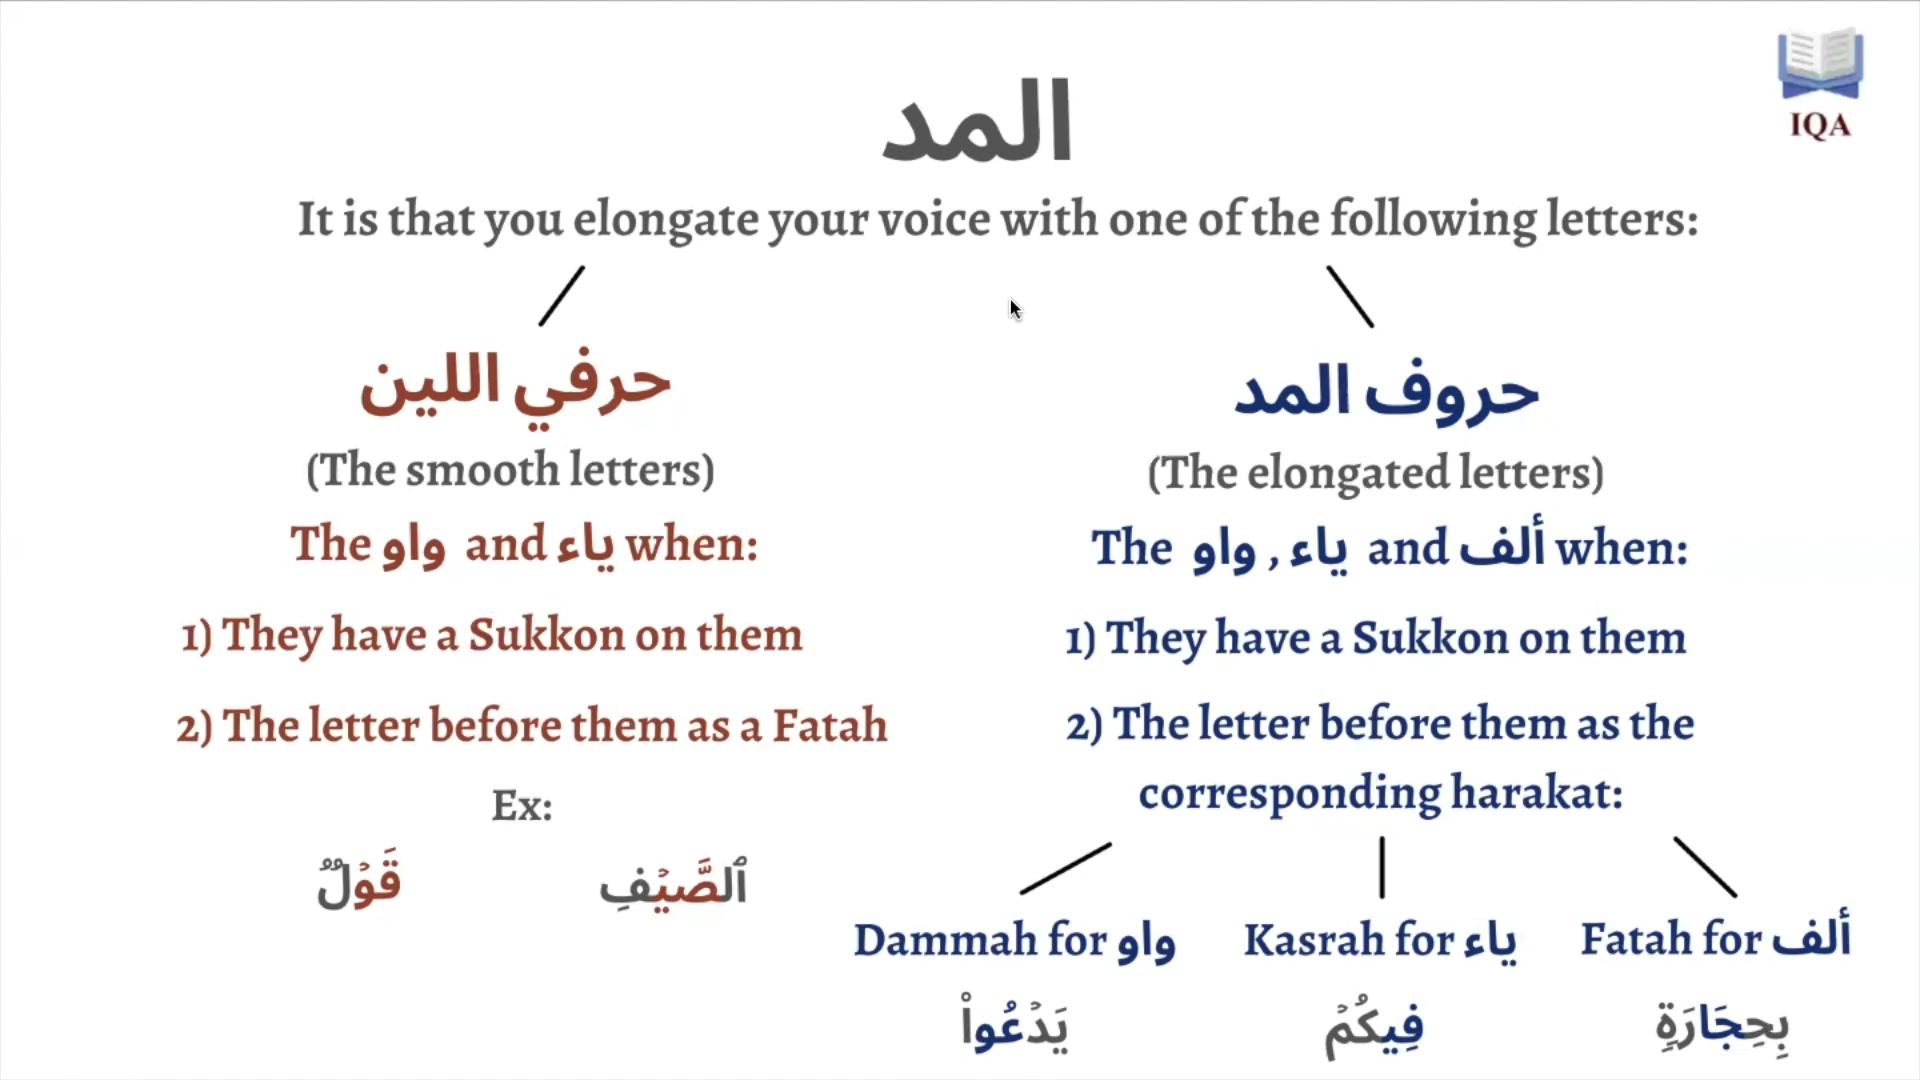 المد
IQA
It is that you elongate your voice with one of the following letters:
حرفي اللين
(The smooth letters)
The واو and ياء when:
1) They have a Sukkon on them
2) The letter before them as a Fatah
Ex:
قَوۡلٌ ٱلصَّيۡفِ
حروف المد
(The elongated letters)
The واو , ياء and ألف when:
1) They have a Sukkon on them
2) The letter before them as the
corresponding harakat:
Dammah for واو
يَدۡعُواْ
Kasrah for ياء
فِيكُمۡ
Fatah for ألف
بِحِجَارَةٖ